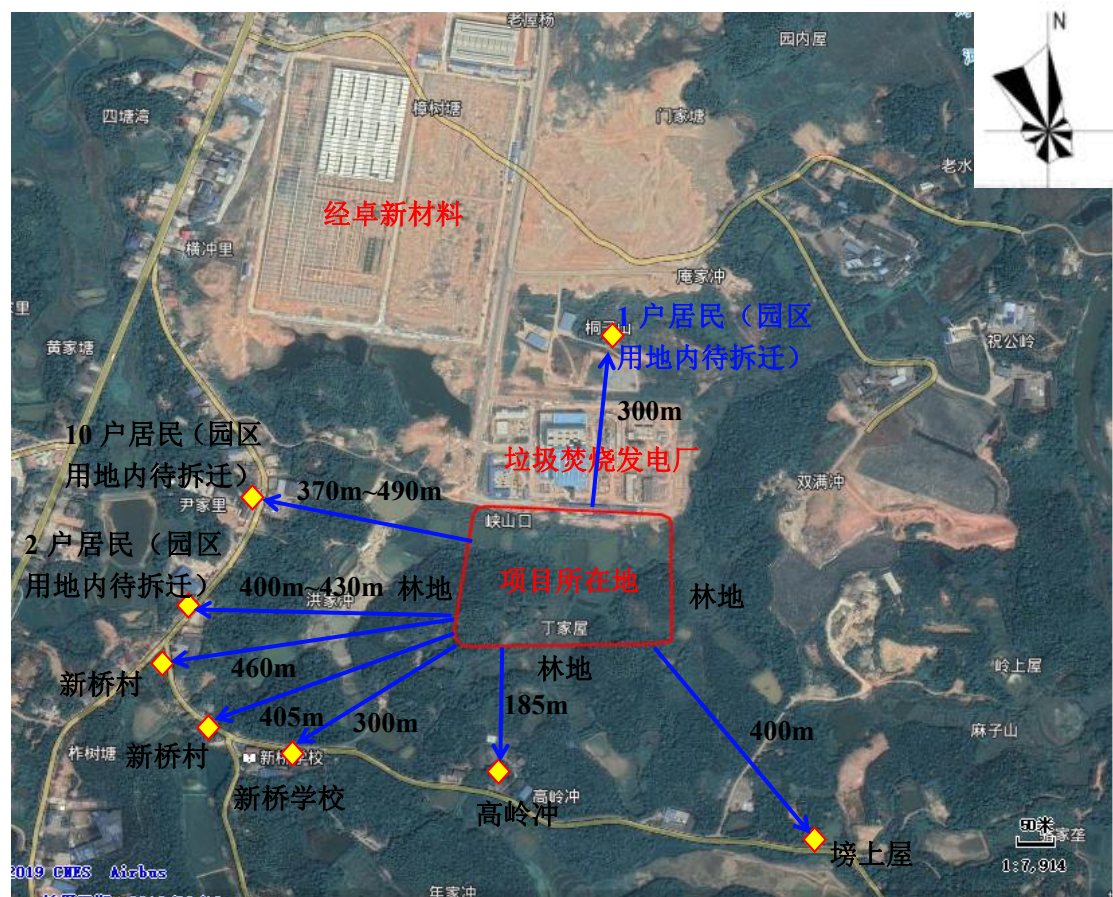 老屋杨
园内屋
N
四塘湾
樟树塘
门家塘
老水
经卓新材料
横冲里
庵家冲
1 户居民（园区
用地内待拆迁）
黄家塘
祝公岭
300m
10 户居民（园区
用地内待拆迁）
垃圾焚烧发电厂
370m~490m
双满冲
尹家里
峡山口
2 户居民（园区
用地内待拆迁）
400m~430m
林地
项目所在地
林地
洪家冲
丁家屋
新桥村
460m
林地
岭上屋
405m
300m
185m
400m
麻子山
柞树塘
新桥村
新桥学校
新桥学校
高岭冲
高岭冲
塝上屋
50米
1:7,914
2019 CNES Airbus
年家冲